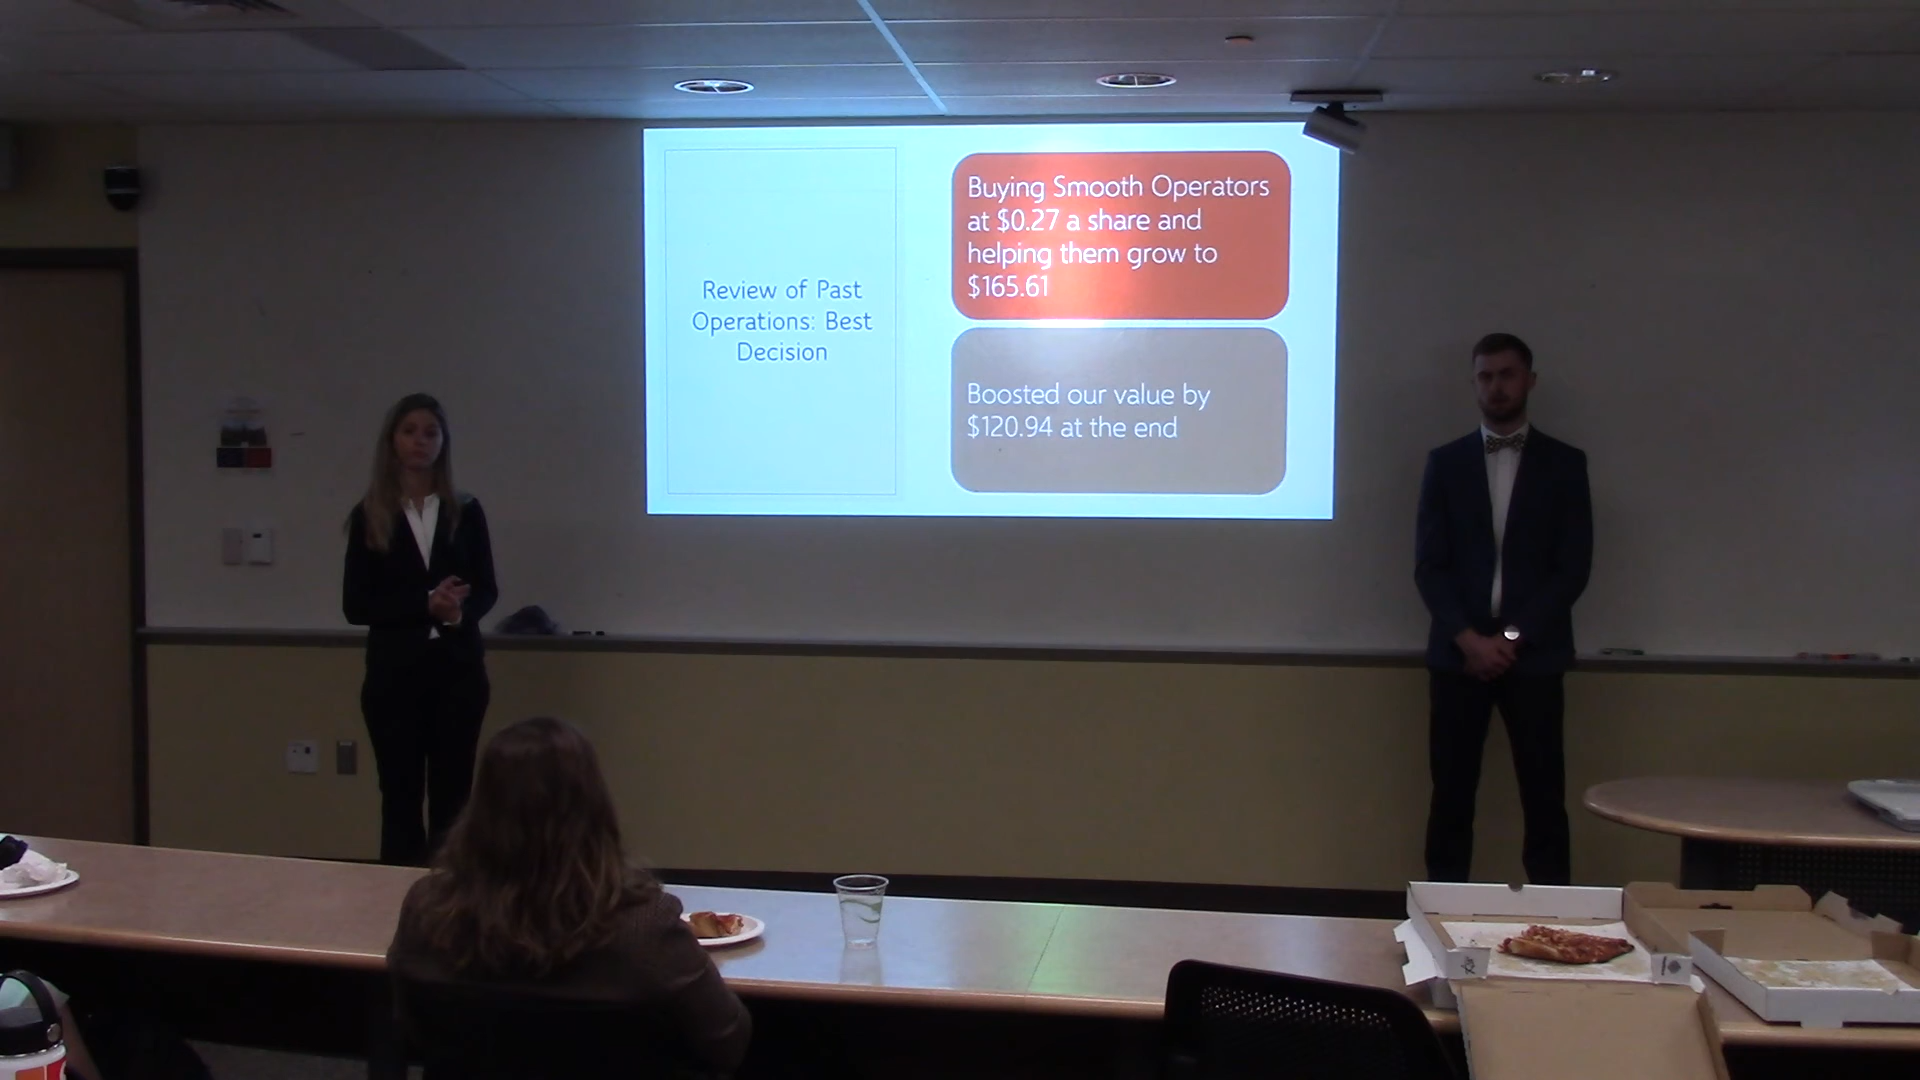 Review of Past
Operations: Best
Decision
Buying Smooth Operators
at $0.27 a share and
helping them grow to
$165.61
Boosted our value by
$120.94 at the end